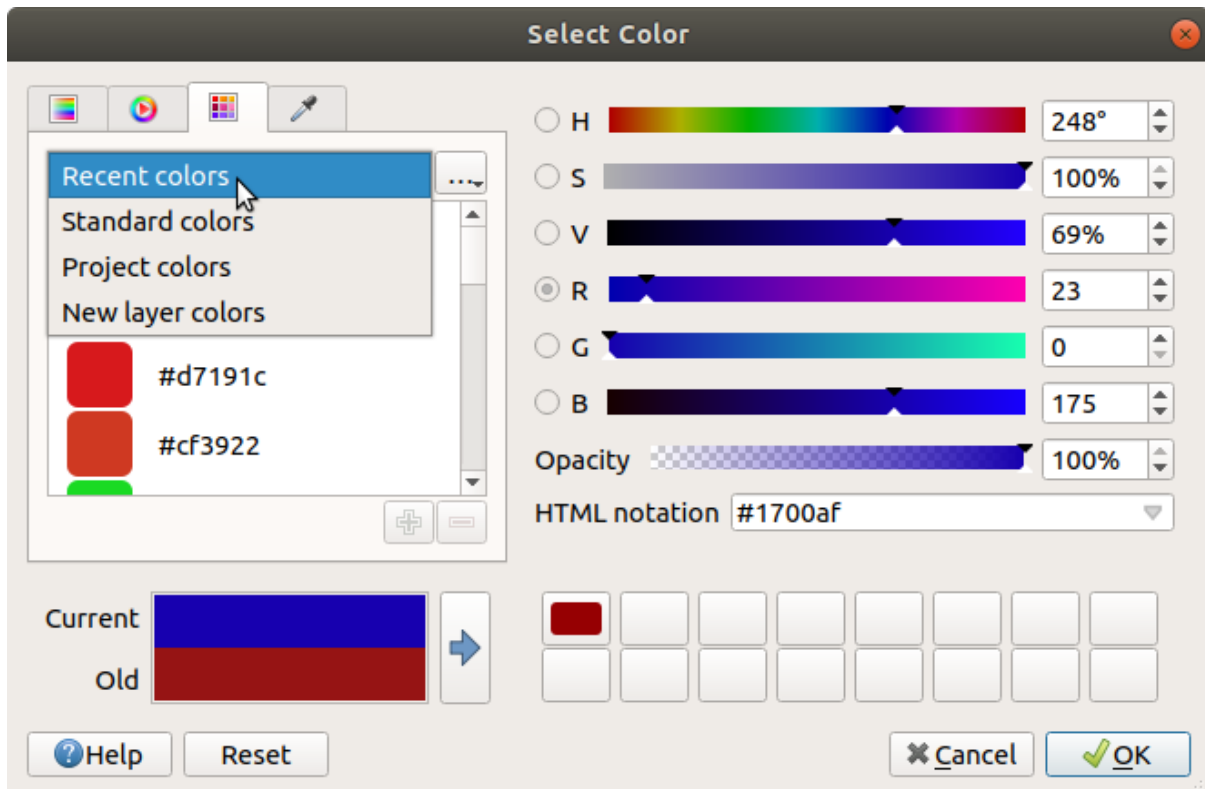 Select Color
Recent colors
...
Standard colors
Project colors
New layer colors
#d7191c
#cf3922
H 248°
S 100%
V 69%
R 23
G 0
B 175
Opacity 100%
HTML notation #1700af
Current
Old
Help
Reset
Cancel
OK